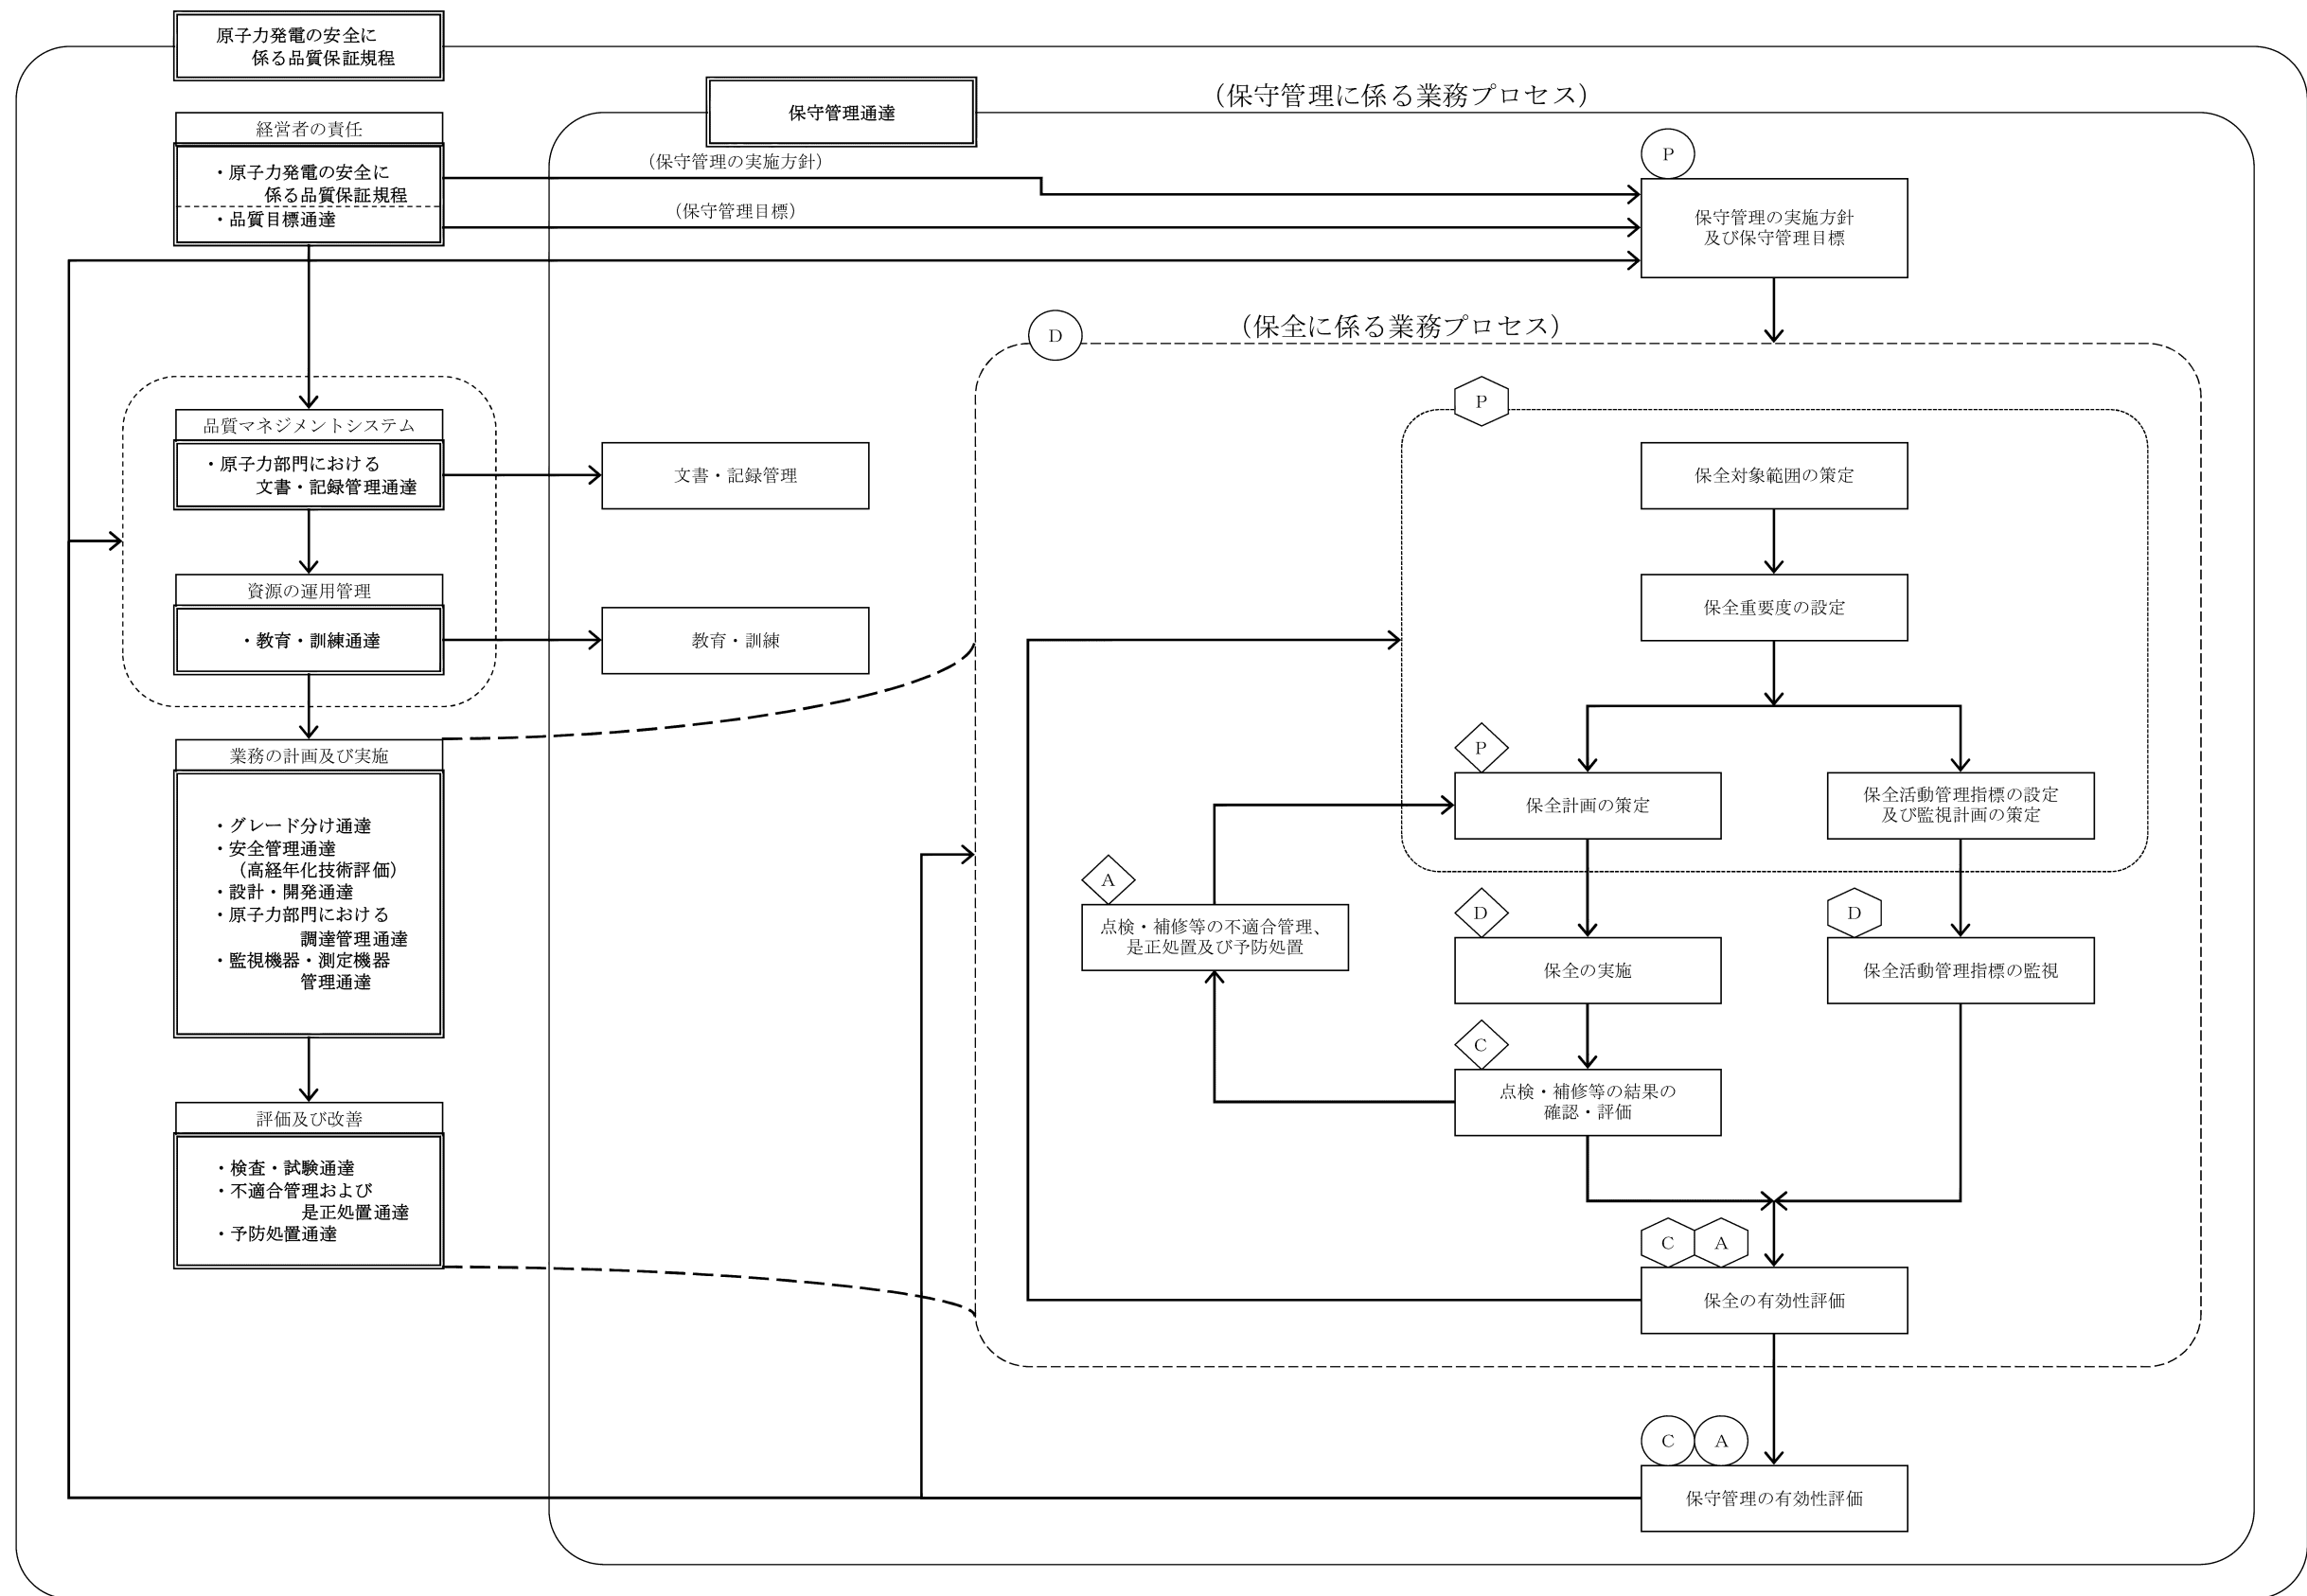 原子力発電の安全に
係る品質保証規程
経営者の責任
・原子力発電の安全に
係る品質保証規程
・品質目標通達
品質マネジメントシステム
・原子力部門における
文書・記録管理通達
資源の運用管理
・教育・訓練通達
業務の計画及び実施
・グレード分け通達
・安全管理通達
（高経年化技術評価）
・設計・開発通達
・原子力部門における
調達管理通達
・監視機器・測定機器
管理通達
評価及び改善
・検査・試験通達
・不適合管理および
是正処置通達
・予防処置通達
保守管理通達
（保守管理に係る業務プロセス）
（保守管理の実施方針）
（保守管理目標）
P
保守管理の実施方針
及び保守管理目標
文書・記録管理
教育・訓練
D
（保全に係る業務プロセス）
P
保全対象範囲の策定
保全重要度の設定
P
保全計画の策定
保全活動管理指標の設定
及び監視計画の策定
A
点検・補修等の不適合管理、
是正処置及び予防処置
D
保全の実施
D
保全活動管理指標の監視
C
点検・補修等の結果の
確認・評価
C A
保全の有効性評価
C A
保守管理の有効性評価